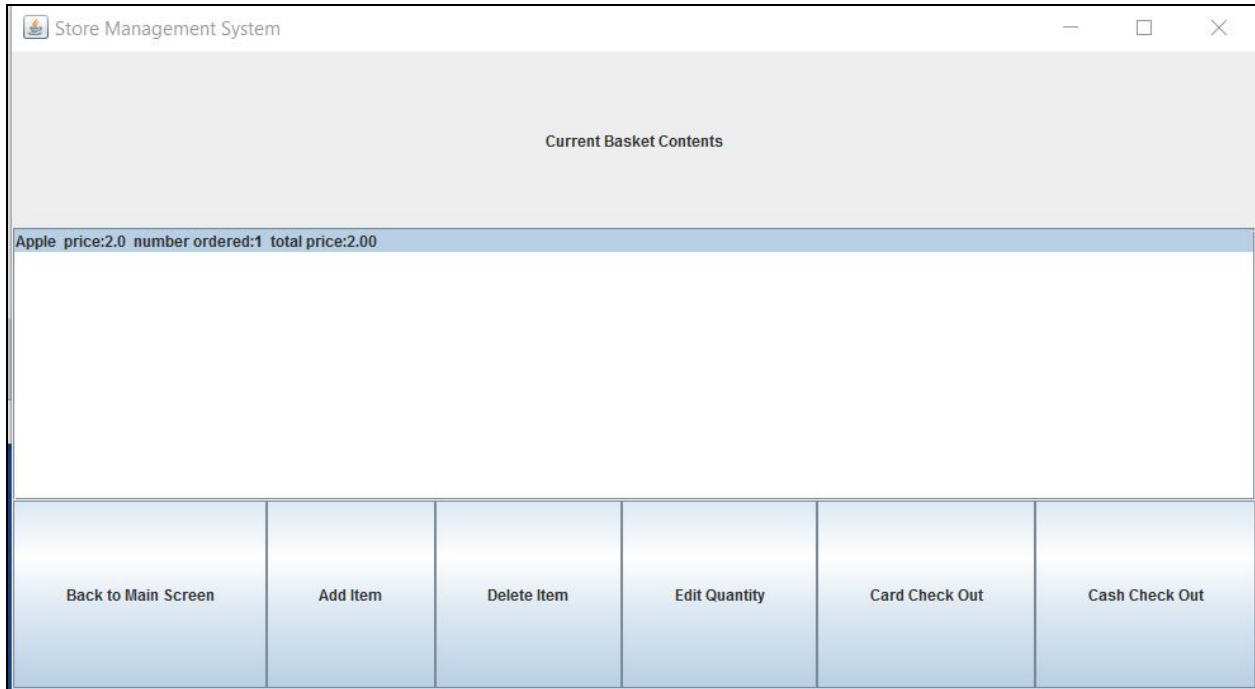 Store Management System
Current Basket Contents
Apple price:2.0 number ordered:1 total price:2.00
Back to Main Screen
Add Item
Delete Item
Edit Quantity
Card Check Out
Cash Check Out